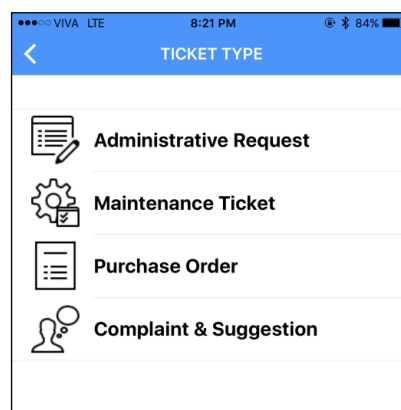 VIVA LTE 8:21 PM 84%
TICKET TYPE
Administrative Request
Maintenance Ticket
Purchase Order
Complaint & Suggestion